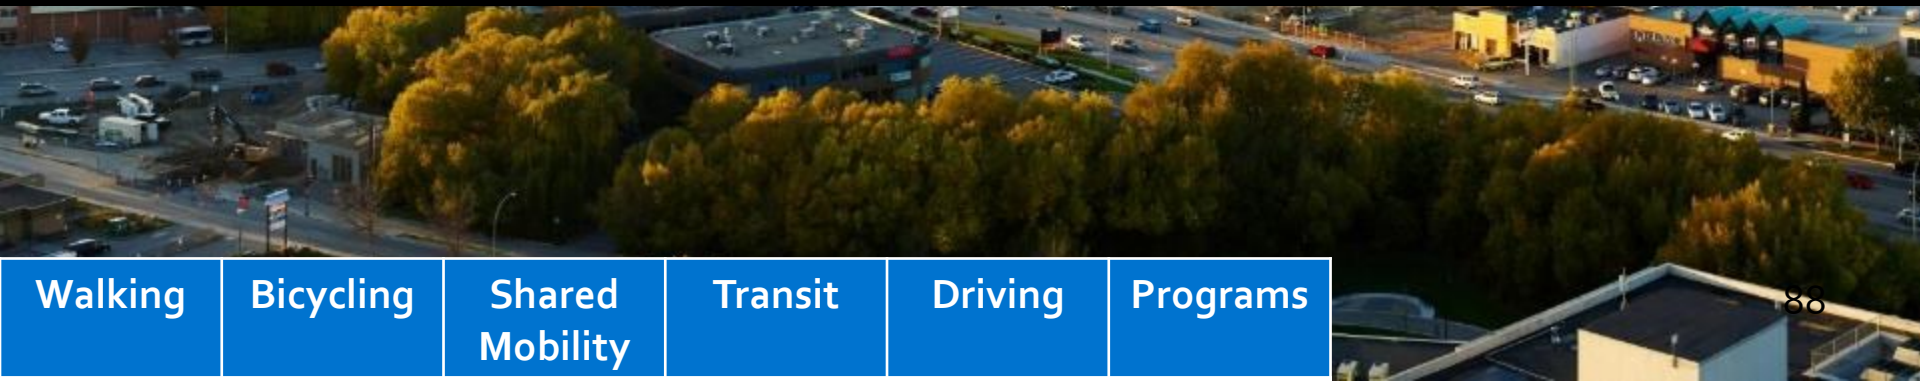 Walking
Bicycling
Shared
Mobility
Transit
Driving
Programs
88